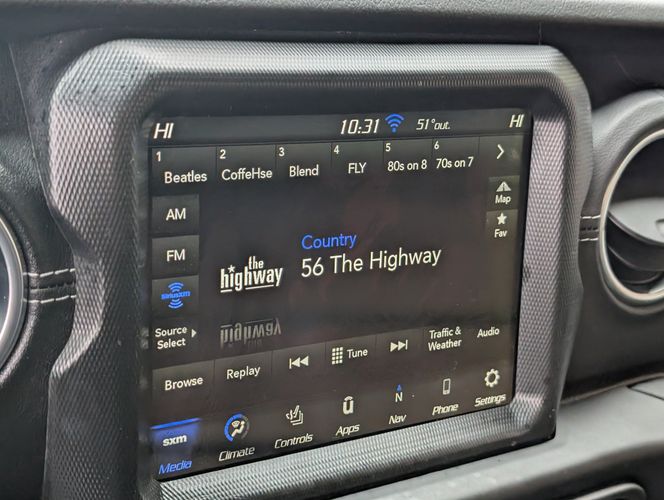 HI 10:31 51°out. HI
1 2 3 4 5 6
Beatles CoffeHse Blend FLY 80s on 8 70s on 7
AM
Map
FM
Fav
the
highway
Country
56 The Highway
SiriusXM
Source
Select
highway
Browse Replay Tune
Traffic &
Weather
Audio
sxm
Media Climate Controls
u
Apps
N
Nav Phone Settings